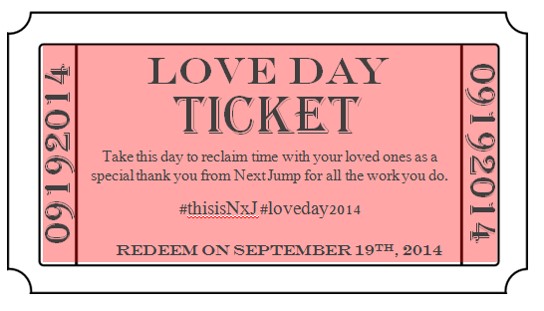 LOVE DAY
TICKET
Take this day to reclaim time with your loved ones as a
special thank you from Next Jump for all the work you do.
#thisisNxJ #loveday2014
REDEEM ON SEPTEMBER 19TH, 2014
09192014
09192014